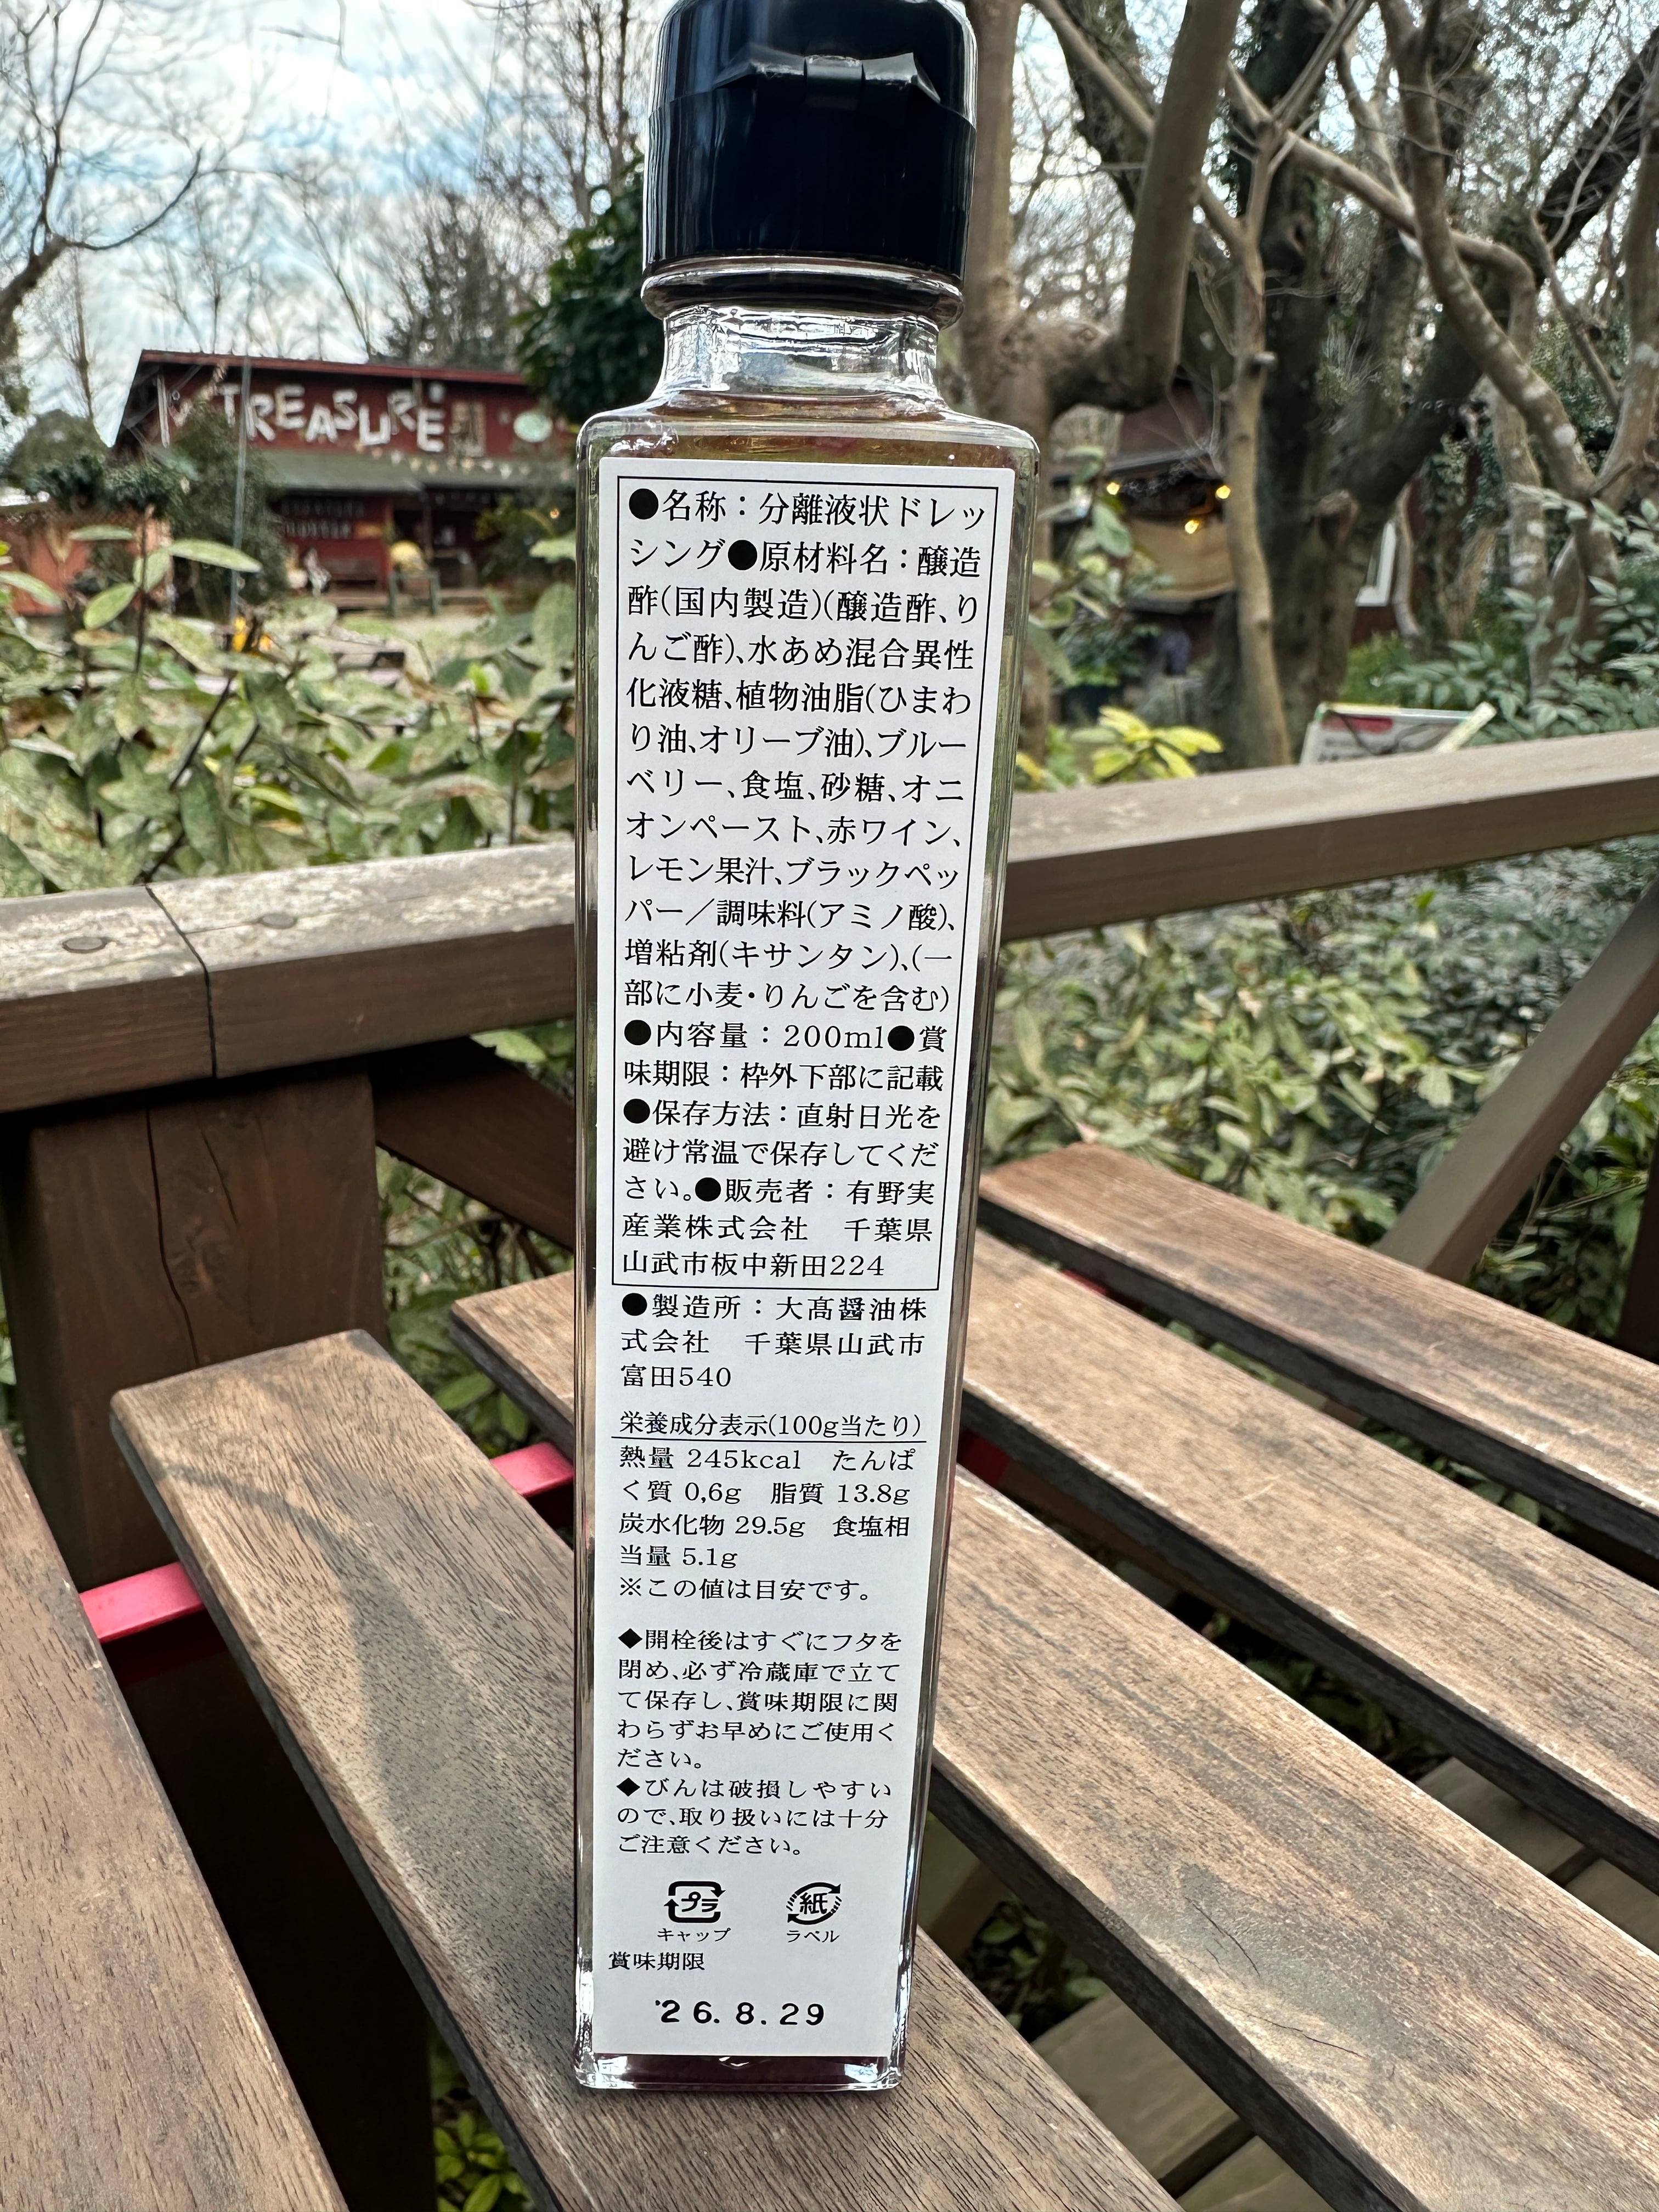 TREASURE
●名称：分離液状ドレッ
シング●原材料名：醸造
酢(国内製造)(醸造酢、り
んご酢)、水あめ混合異性
化液糖、植物油脂(ひまわ
り油、オリーブ油)、ブルー
ベリー、食塩、砂糖、オニ
オンペースト、赤ワイン、
レモン果汁、ブラックペッ
パー／調味料(アミノ酸)、
増粘剤(キサンタン)、(一
部に小麦・りんごを含む)
●内容量：200ml●賞
味期限：枠外下部に記載
●保存方法：直射日光を
避け常温で保存してくだ
さい。●販売者：有野実
産業株式会社　千葉県
山武市板中新田224
●製造所：大髙醤油株
式会社　千葉県山武市
富田540
栄養成分表示(100g当たり)
熱量 245kcal　たんぱ
く質 0,6g　脂質 13.8g
炭水化物 29.5g　食塩相
当量 5.1g
※この値は目安です。
◆開栓後はすぐにフタを
閉め、必ず冷蔵庫で立て
て保存し、賞味期限に関
わらずお早めにご使用く
ださい。
◆びんは破損しやすい
ので、取り扱いには十分
ご注意ください。
プラ 紙
キャップ ラベル
賞味期限
'26.8.29